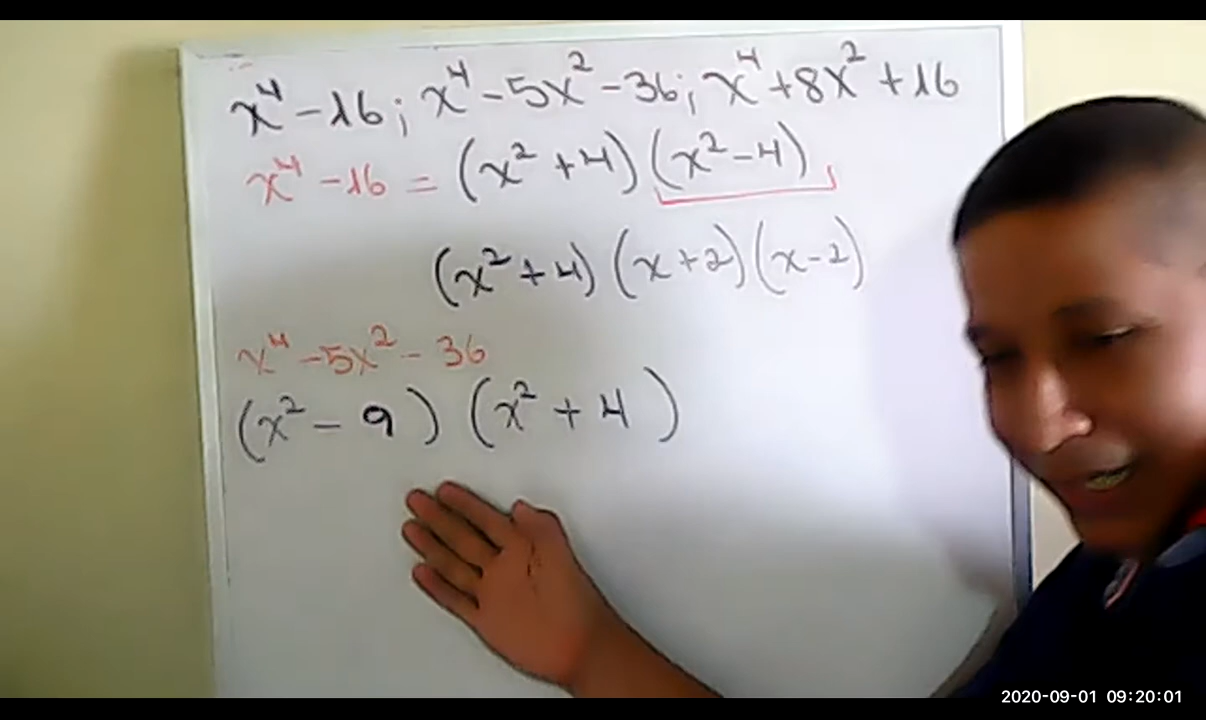 x⁴ - 16 ; x⁴ - 5x² - 36 ; x⁴ + 8x² + 16
x⁴ - 16 = (x² + 4) (x² - 4)
(x² + 4) (x + 2) (x - 2)
x⁴ - 5x² - 36
(x² - 9) (x² + 4)
2020-09-01 09:20:01